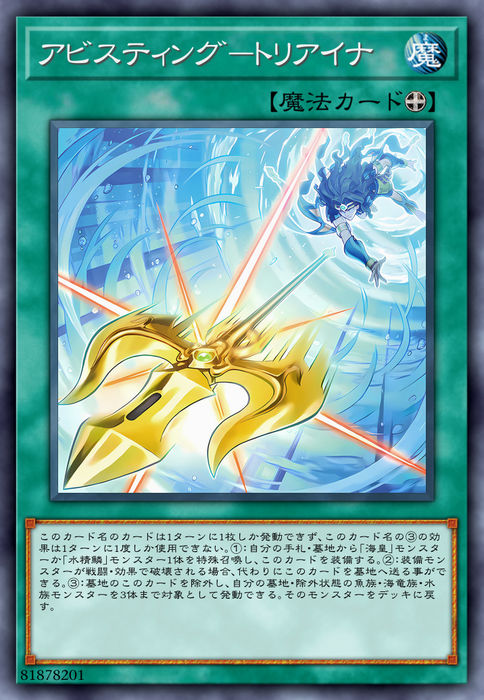 アビスティング－トリアイナ
魔
【魔法カード】
このカード名のカードは1ターンに1枚しか発動できず、このカード名の③の効
果は1ターンに1度しか使用できない。①：自分の手札・墓地から「海皇」モンスター
か「水精鱗」モンスター1体を特殊召喚し、このカードを装備する。②：装備モ
ンスターが戦闘・効果で破壊される場合、代わりにこのカードを墓地へ送る事がで
きる。③：墓地のこのカードを除外し、自分の墓地・除外状態の魚族・海竜族・水
族モンスターを3体まで対象として発動できる。そのモンスターをデッキに戻
す。
81878201